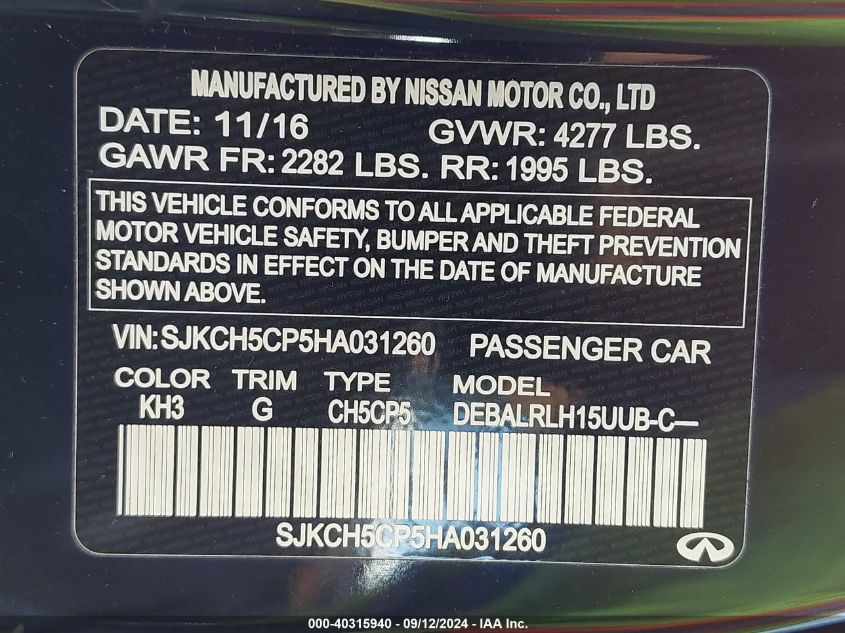 MANUFACTURED BY NISSAN MOTOR CO., LTD
DATE: 11/16 GVWR: 4277 LBS.
GAWR FR: 2282 LBS. RR: 1995 LBS.
THIS VEHICLE CONFORMS TO ALL APPLICABLE FEDERAL
MOTOR VEHICLE SAFETY, BUMPER AND THEFT PREVENTION
STANDARDS IN EFFECT ON THE DATE OF MANUFACTURE
SHOWN ABOVE.
VIN: SJKCH5CP5HA031260 PASSENGER CAR
COLOR TRIM TYPE MODEL
KH3 G CH5CP5 DEBALRLH15UUB-C—
SJKCH5CP5HA031260
000-40315940 - 09/12/2024 - IAA Inc.